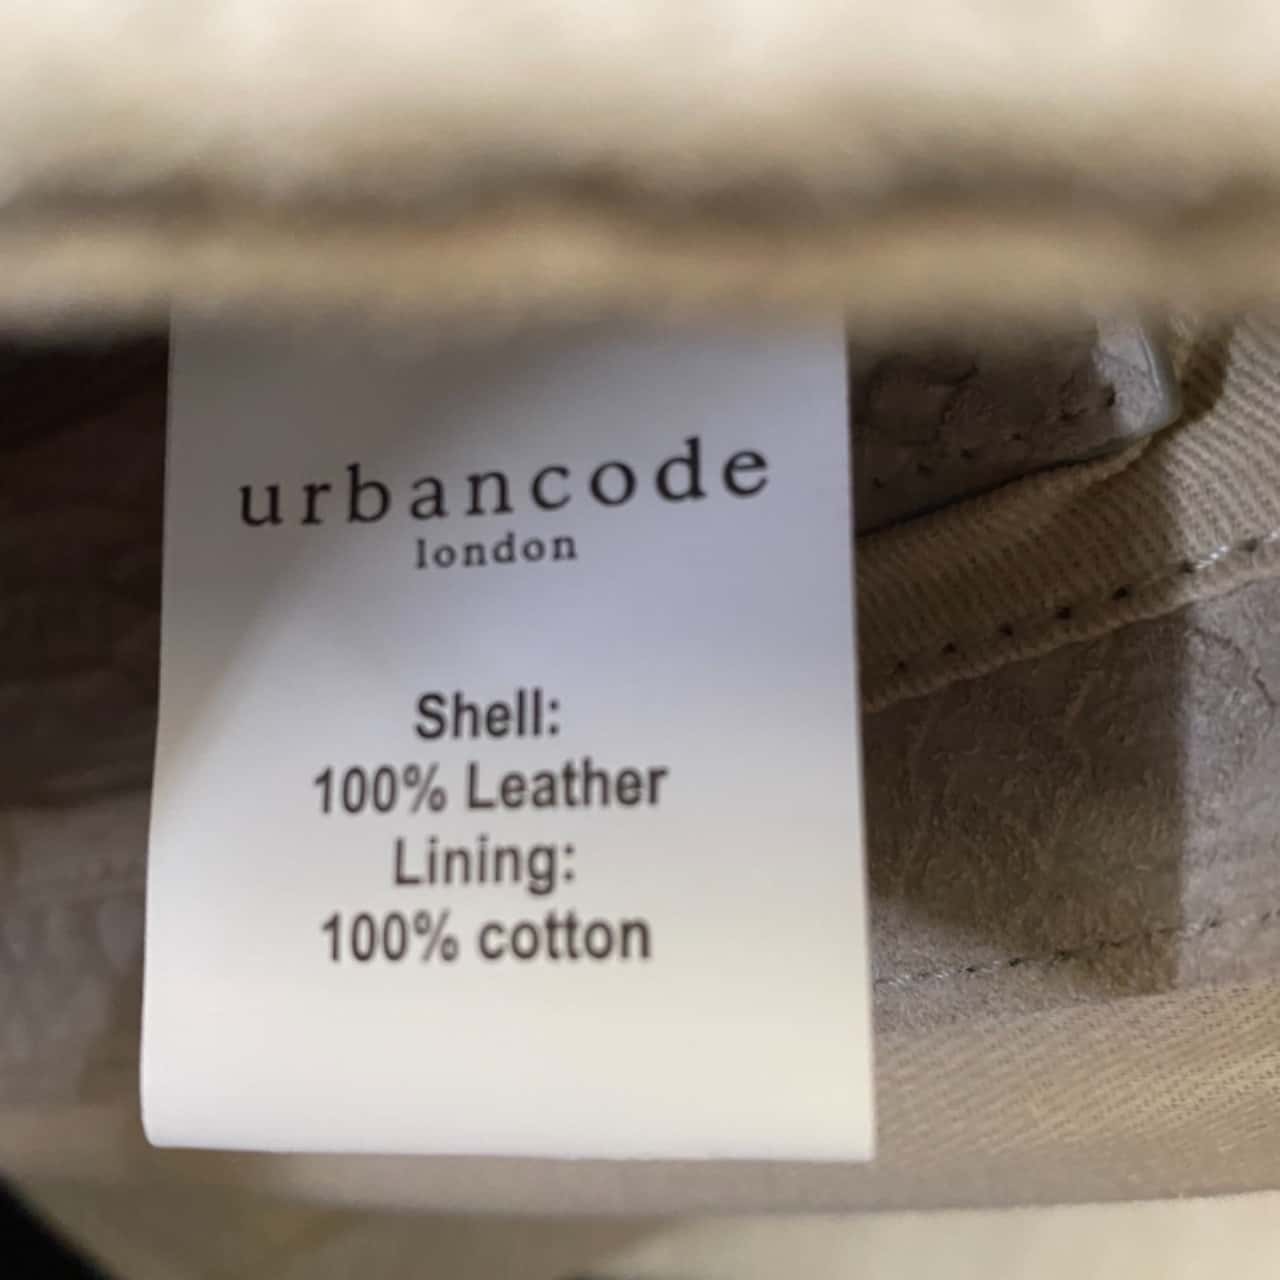 urbancode
london
Shell:
100% Leather
Lining:
100% cotton